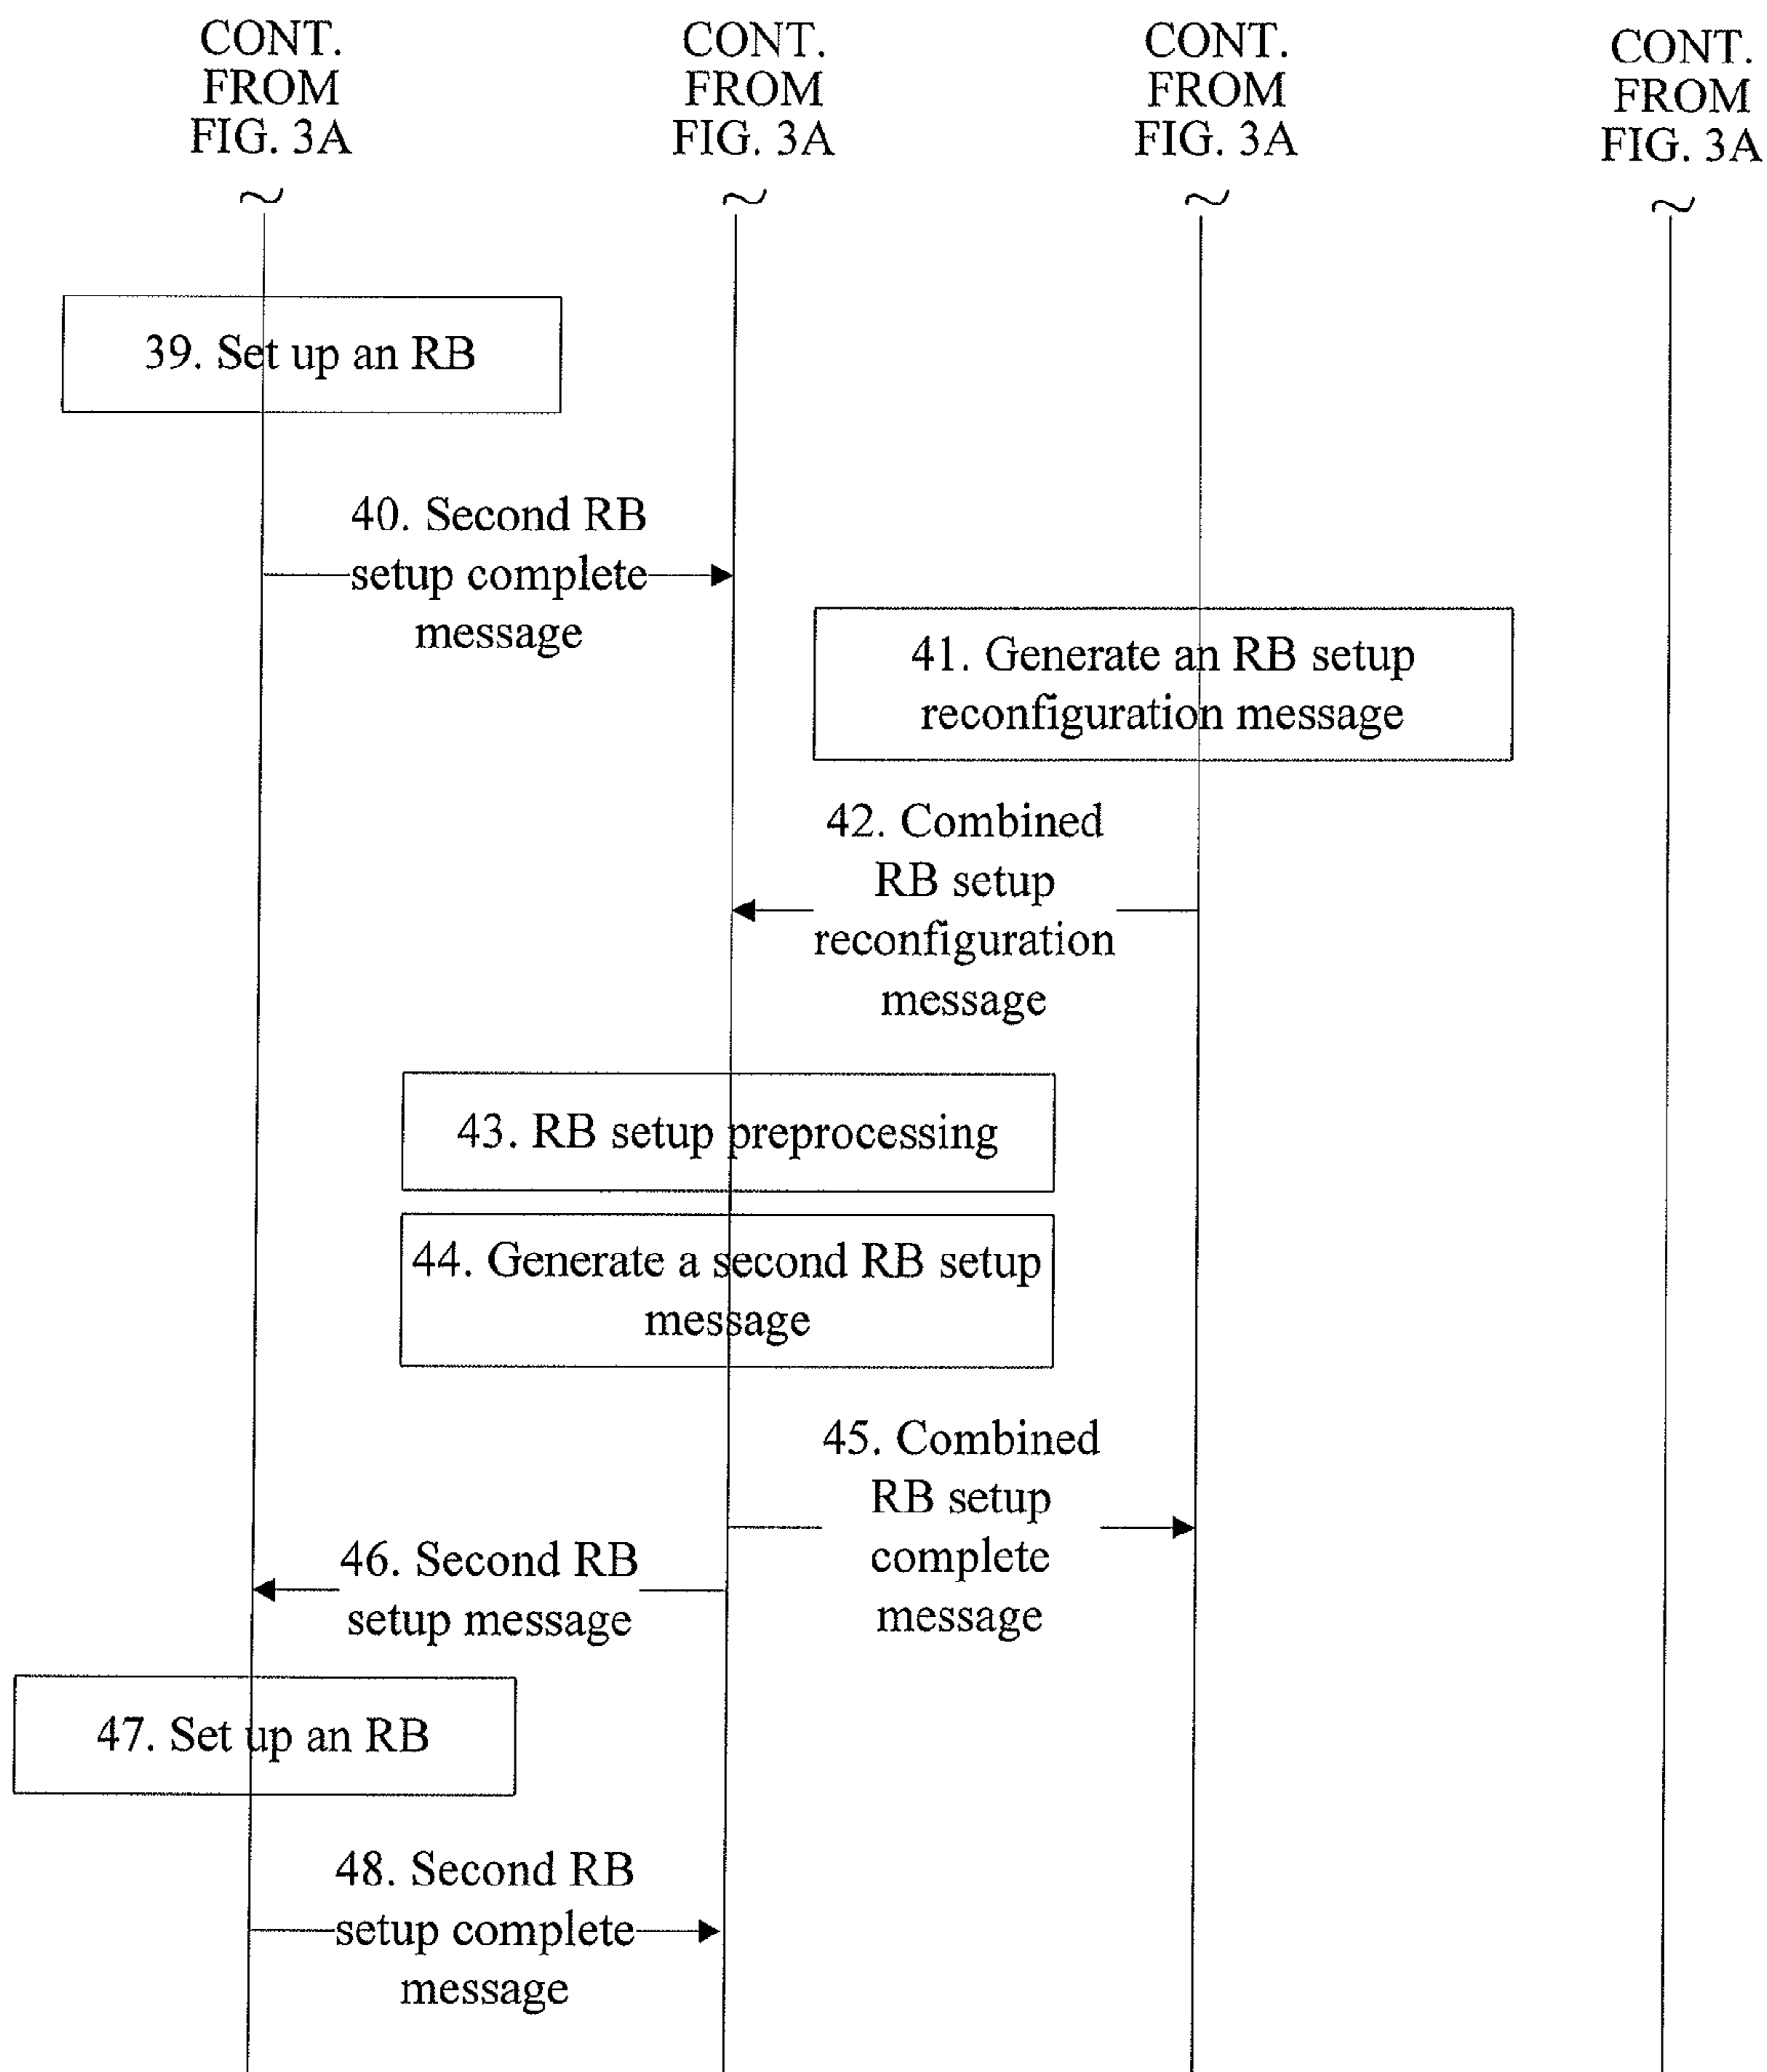 CONT.
FROM
FIG. 3A
CONT.
FROM
FIG. 3A
CONT.
FROM
FIG. 3A
CONT.
FROM
FIG. 3A
39. Set up an RB
40. Second RB
setup complete
message
41. Generate an RB setup
reconfiguration message
42. Combined
RB setup
reconfiguration
message
43. RB setup preprocessing
44. Generate a second RB setup
message
45. Combined
RB setup
complete
message
46. Second RB
setup message
47. Set up an RB
48. Second RB
setup complete
message